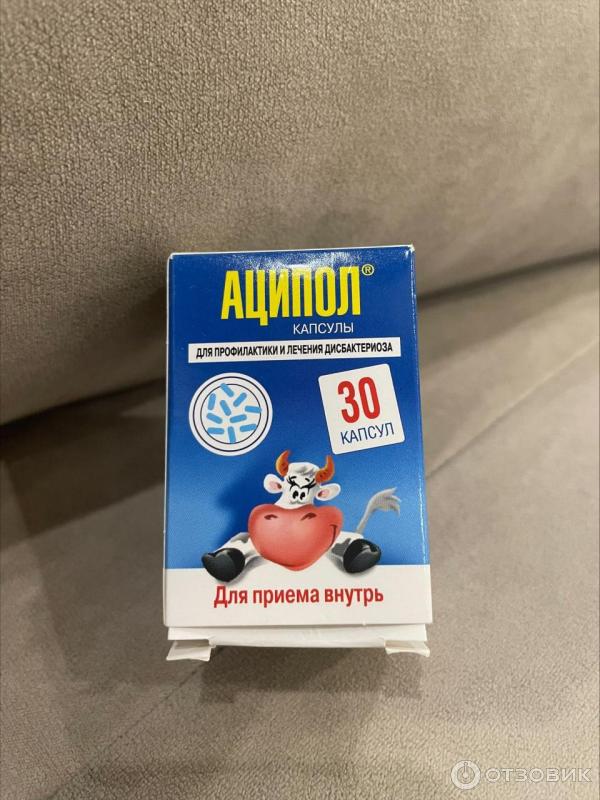 АЦИПОЛ®
КАПСУЛЫ
ДЛЯ ПРОФИЛАКТИКИ И ЛЕЧЕНИЯ ДИСБАКТЕРИОЗА
30
КАПСУЛ
Для приема внутрь
ОТЗОВИК